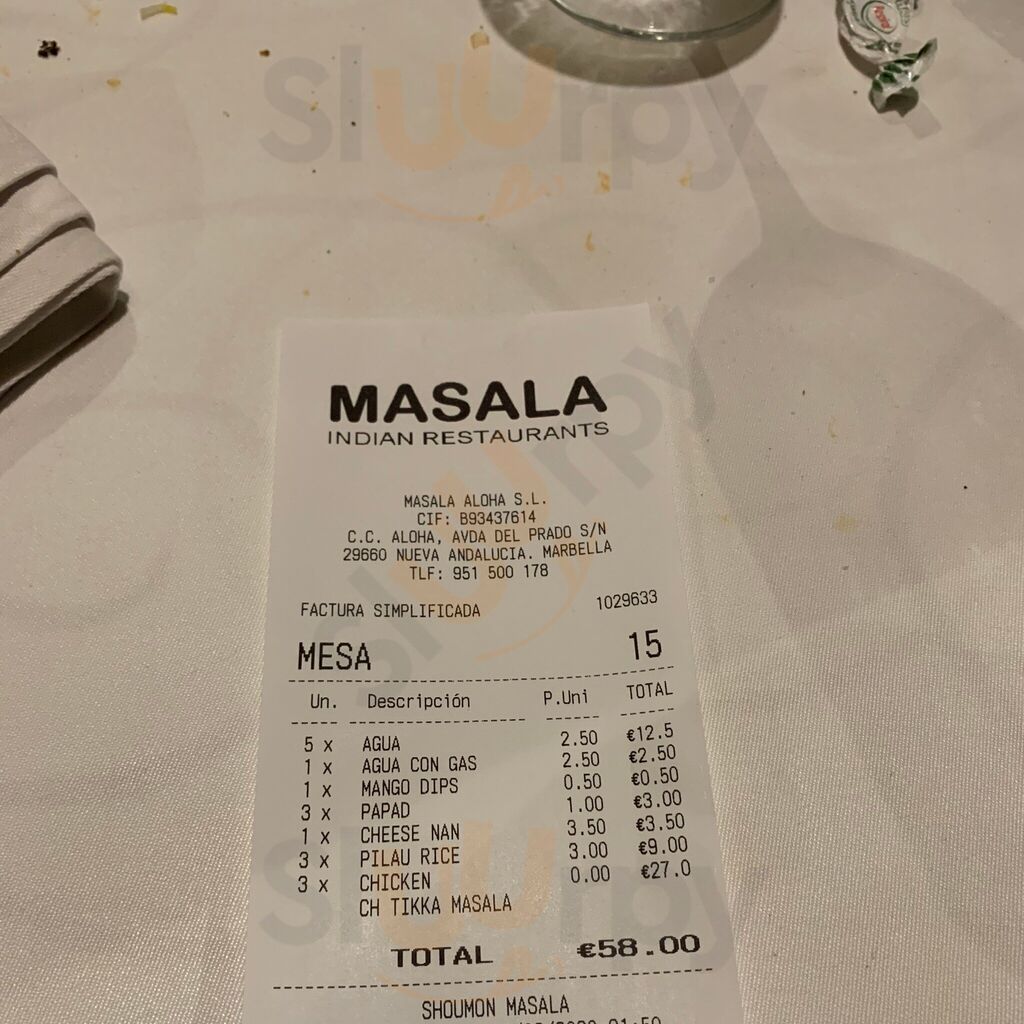 Sluurpy
MASALA
INDIAN RESTAURANTS
Sluurpy
MASALA ALOHA S.L.
CIF: B93437614
C.C. ALOHA, AVDA DEL PRADO S/N
29660 NUEVA ANDALUCIA. MARBELLA
TLF: 951 500 178
FACTURA SIMPLIFICADA 1029633
MESA 15
Un. Descripción P.Uni TOTAL
5 x AGUA 2.50 €12.5
1 x AGUA CON GAS 2.50 €2.50
1 x MANGO DIPS 0.50 €0.50
3 x PAPAD 1.00 €3.00
1 x CHEESE NAN 3.50 €3.50
3 x PILAU RICE 3.00 €9.00
3 x CHICKEN 0.00 €27.0
CH TIKKA MASALA
Sluurpy
TOTAL €58.00
SHOUMON MASALA